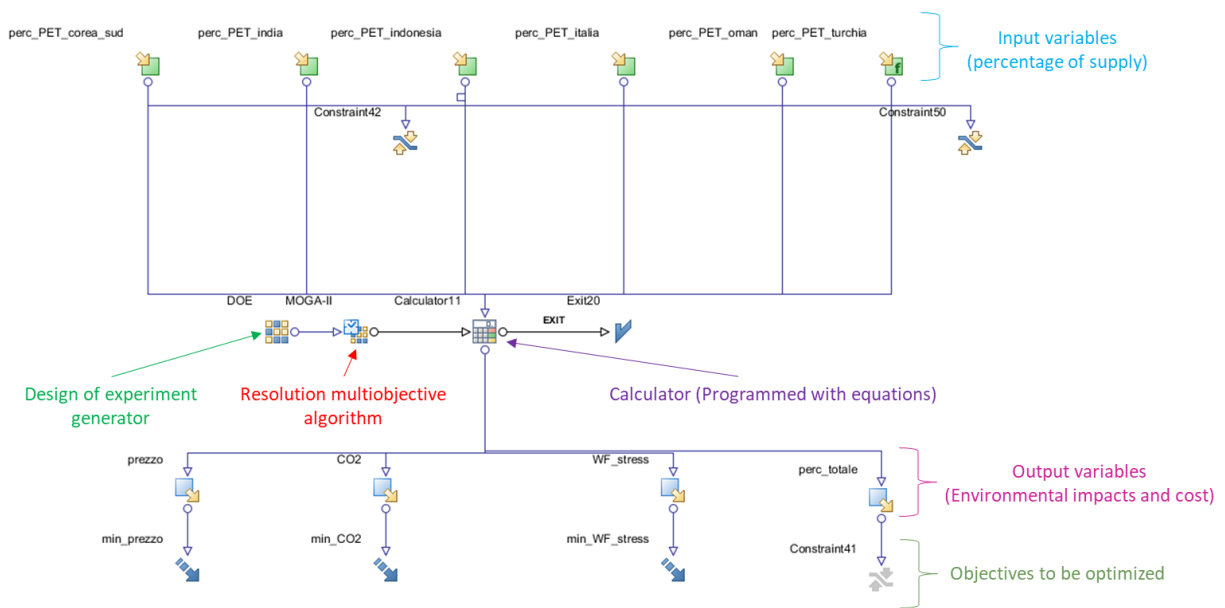 perc_PET_corea_sud
perc_PET_india
perc_PET_indonesia
perc_PET_italia
perc_PET_oman
perc_PET_turchia
Input variables
(percentage of supply)
f
Constraint42
Constraint50
DOE
MOGA-II
Calculator11
Exit20
EXIT
Design of experiment
generator
Resolution multiobjective
algorithm
Calculator (Programmed with equations)
prezzo
CO2
WF_stress
perc_totale
Output variables
(Environmental impacts and cost)
min_prezzo
min_CO2
min_WF_stress
Constraint41
Objectives to be optimized